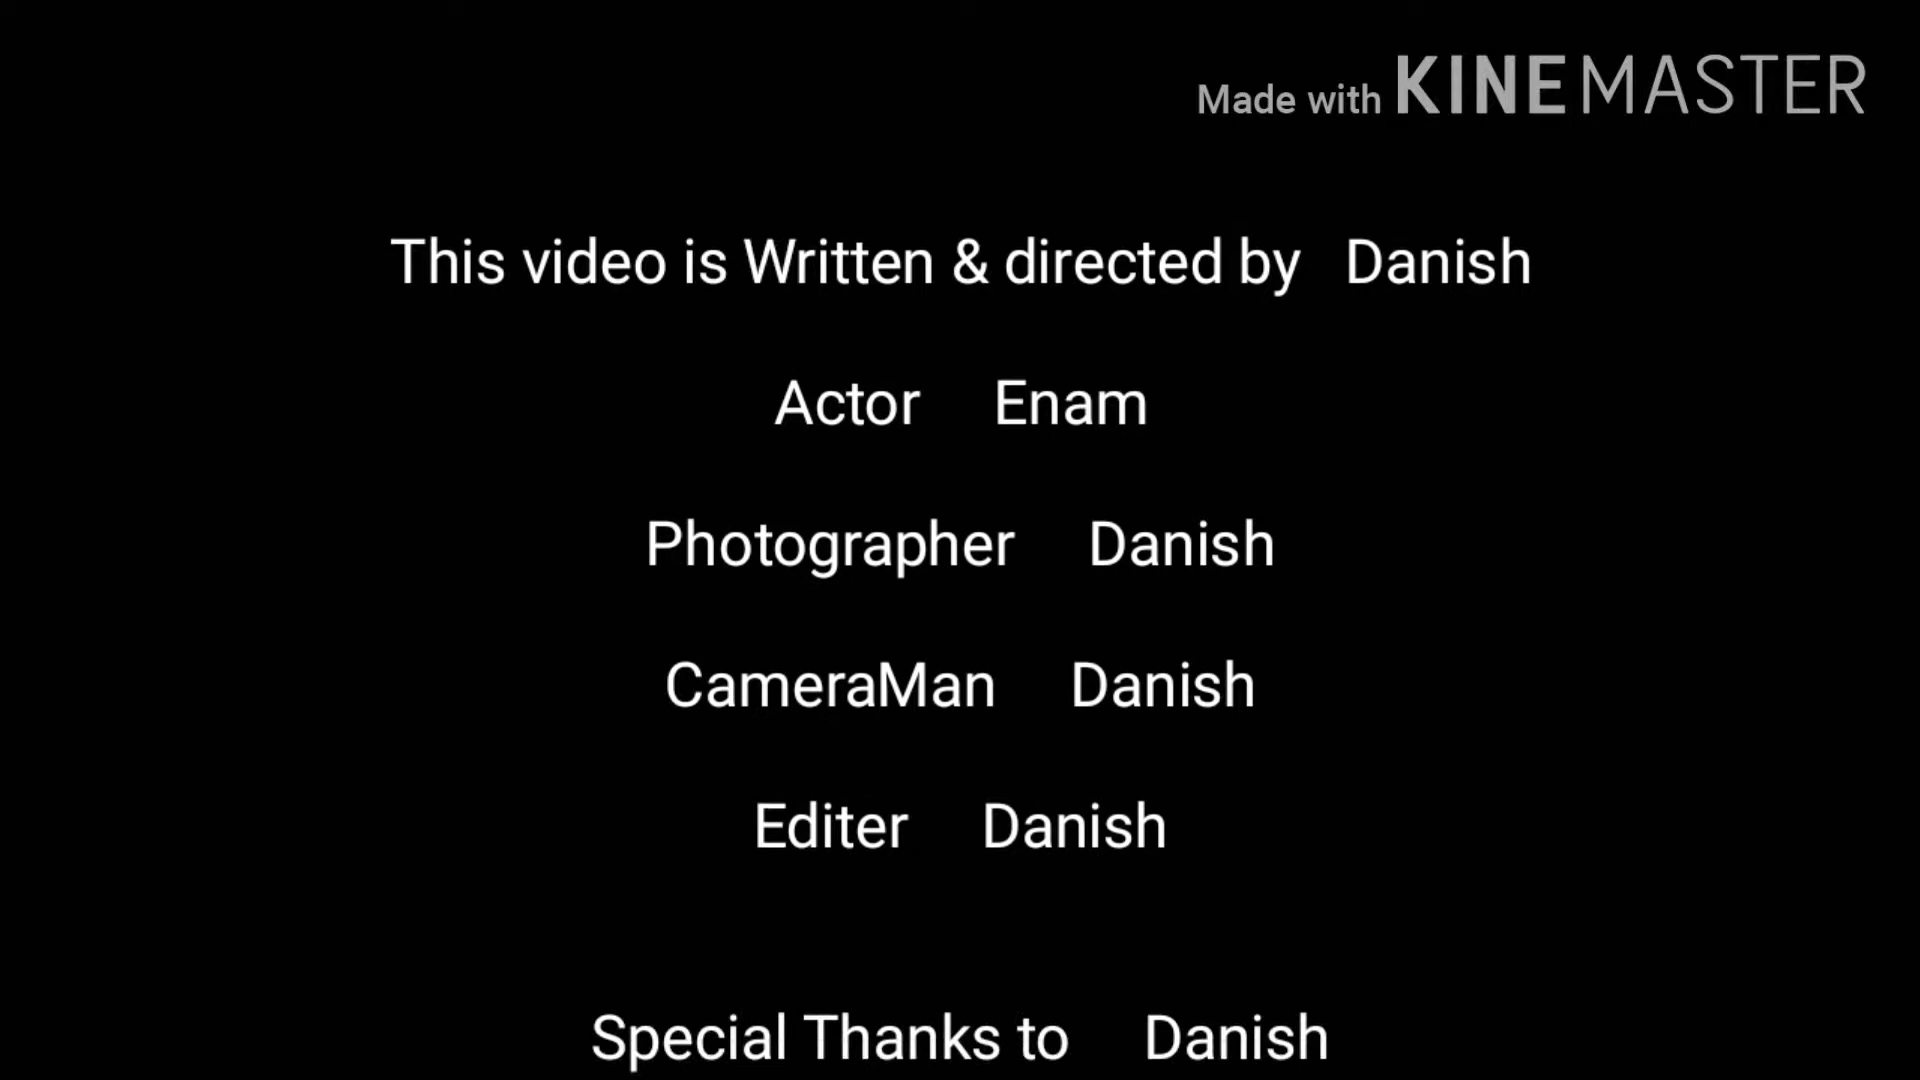 Made with KINEMASTER
This video is Written & directed by Danish
Actor Enam
Photographer Danish
CameraMan Danish
Editer Danish
Special Thanks to Danish